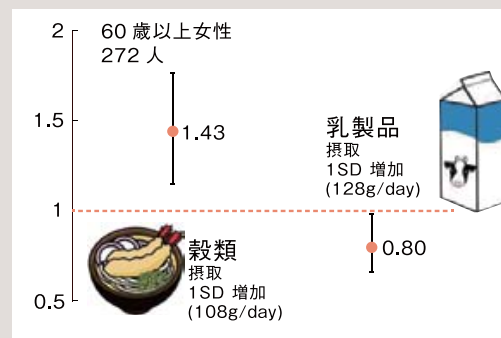 2
1.5
1
0.5
60 歳以上女性
272 人
1.43
穀類
摂取
1SD 増加
(108g/day)
乳製品
摂取
1SD 増加
(128g/day)
0.80